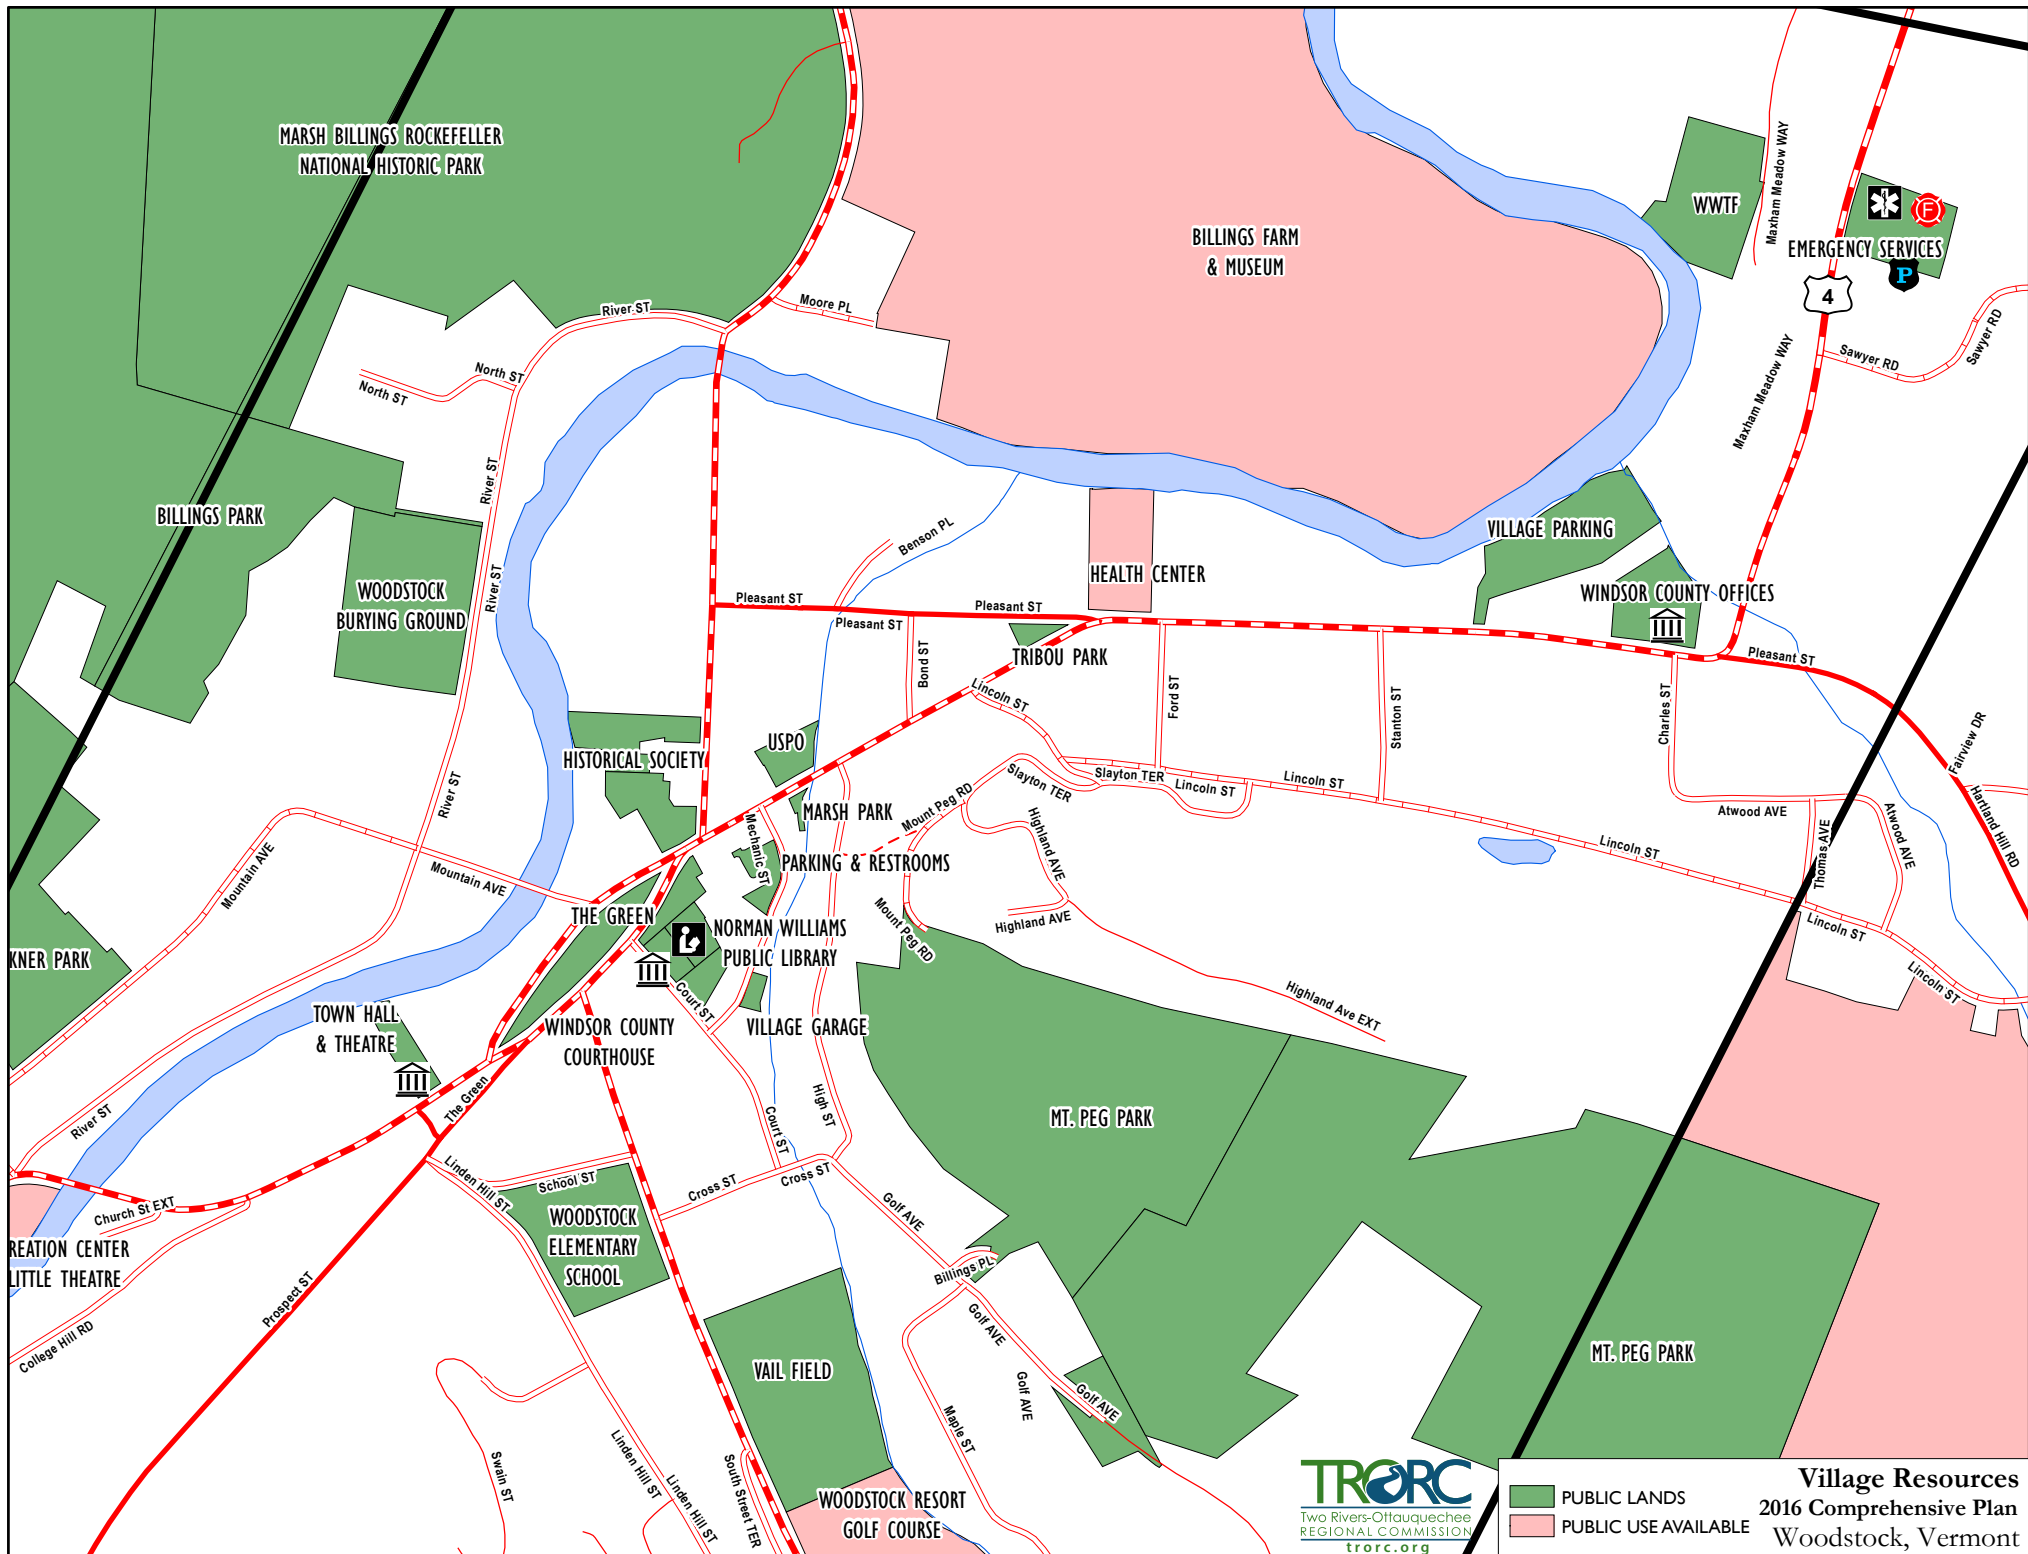 MARSH BILLINGS ROCKEFELLER
NATIONAL HISTORIC PARK
BILLINGS FARM
& MUSEUM
WWTF
Maxham Meadow WAY
F
EMERGENCY SERVICES
P
4
Moore PL
River ST
North ST
North ST
Sawyer RD
Sawyer RD
Maxham Meadow WAY
River ST
BILLINGS PARK
Benson PL
VILLAGE PARKING
HEALTH CENTER
WOODSTOCK
BURYING GROUND
River ST
WINDSOR COUNTY OFFICES
Pleasant ST
Pleasant ST
Pleasant ST
TRIBOU PARK
Pleasant ST
Bond ST
Lincoln ST
Ford ST
Stanton ST
Charles ST
Fairview DR
USPO
HISTORICAL SOCIETY
Slayton TER
Slayton TER
Lincoln ST
Lincoln ST
River ST
Mount Peg RD
MARSH PARK
Mechanic ST
Highland AVE
Atwood AVE
Atwood AVE
Hartland Hill RD
Thomas AVE
Lincoln ST
PARKING & RESTROOMS
Mountain AVE
Mountain AVE
THE GREEN
NORMAN WILLIAMS
PUBLIC LIBRARY
Mount Peg RD
Highland AVE
Lincoln ST
KNER PARK
Lincoln ST
Court ST
Highland Ave EXT
TOWN HALL
& THEATRE
WINDSOR COUNTY
COURTHOUSE
VILLAGE GARAGE
The Green
High ST
River ST
Court ST
MT. PEG PARK
Linden Hill ST
School ST
Cross ST
Cross ST
Church St EXT
Golf AVE
WOODSTOCK
ELEMENTARY
SCHOOL
REATION CENTER
LITTLE THEATRE
Billings PL
Prospect ST
College Hill RD
Golf AVE
MT. PEG PARK
VAIL FIELD
Golf AVE
Golf AVE
Maple ST
Swain ST
Linden Hill ST
Linden Hill ST
South Street TER
WOODSTOCK RESORT
GOLF COURSE
TRORC
Two Rivers-Ottauquechee
REGIONAL COMMISSION
trorc.org
PUBLIC LANDS
PUBLIC USE AVAILABLE
Village Resources
2016 Comprehensive Plan
Woodstock, Vermont